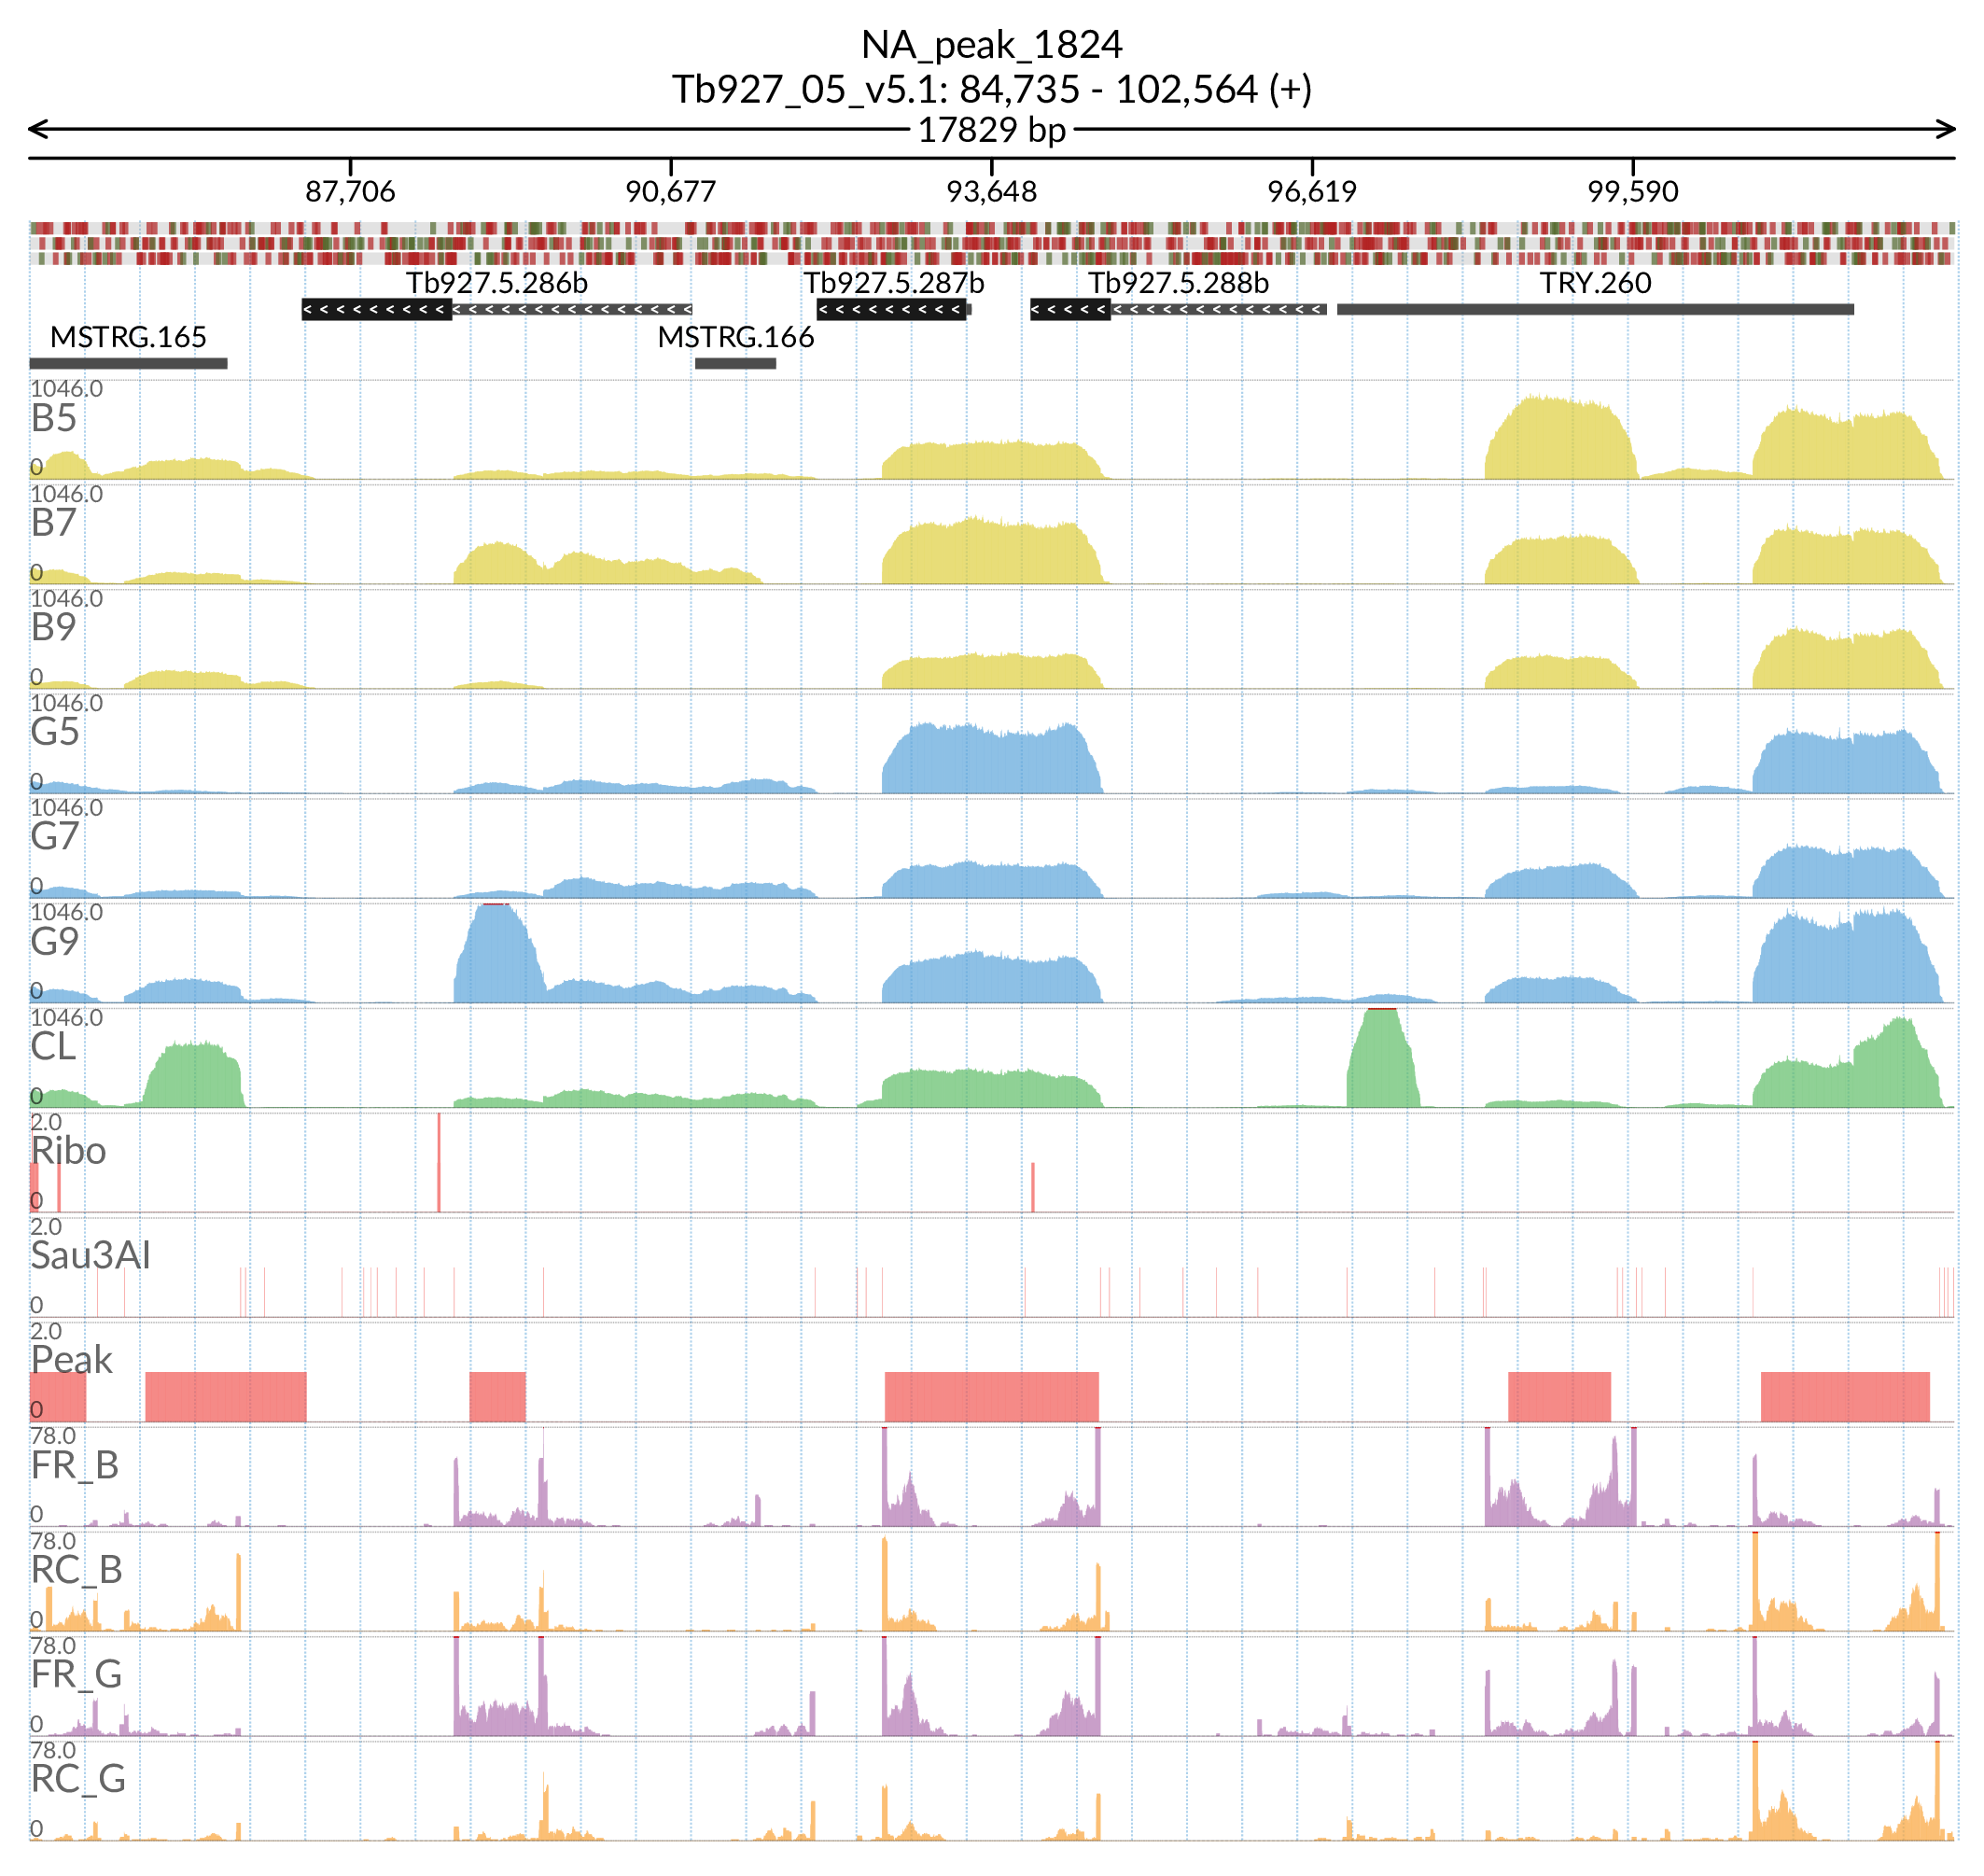 NA_peak_1824
Tb927_05_v5.1: 84,735 - 102,564 (+)
17829 bp
87,706 90,677 93,648 96,619 99,590
Tb927.5.286b Tb927.5.287b Tb927.5.288b TRY.260
MSTRG.165 MSTRG.166
1046.0
B5
0
1046.0
B7
0
1046.0
B9
0
1046.0
G5
0
1046.0
G7
0
1046.0
G9
0
1046.0
CL
0
2.0
Ribo
0
2.0
Sau3AI
0
2.0
Peak
0
78.0
FR_B
0
78.0
RC_B
0
78.0
FR_G
0
78.0
RC_G
0